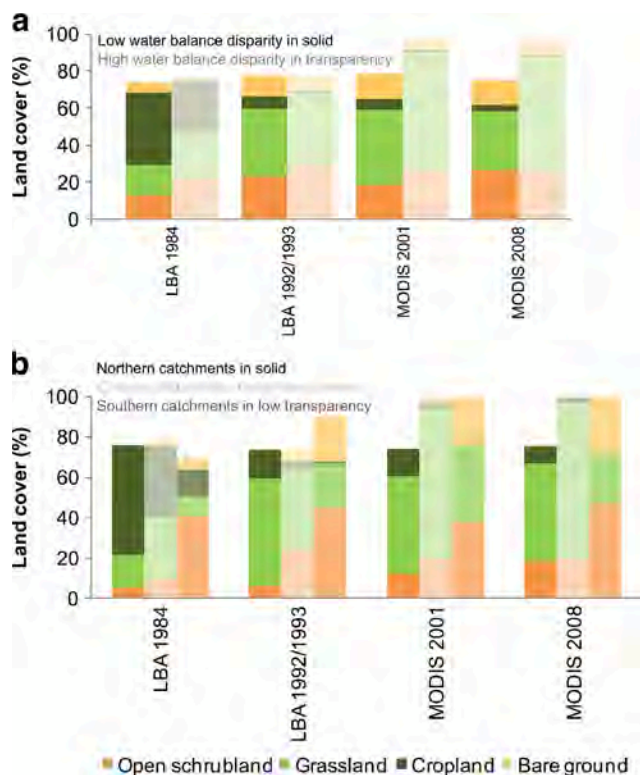 a
Low water balance disparity in solid
High water balance disparity in transparency
Land cover (%)
100
80
60
40
20
0
LBA 1984
LBA 1992/1993
MODIS 2001
MODIS 2008
b
Northern catchments in solid
Southern catchments in low transparency
Land cover (%)
100
80
60
40
20
0
LBA 1984
LBA 1992/1993
MODIS 2001
MODIS 2008
Open schrubland Grassland Cropland Bare ground